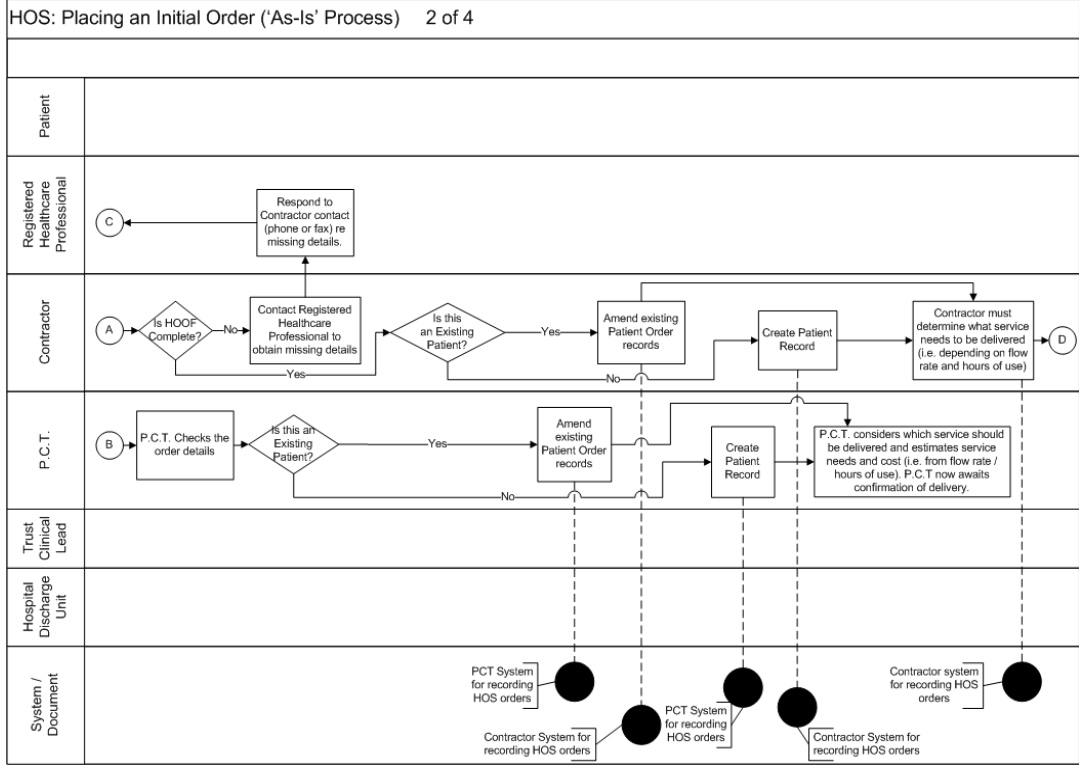 HOS: Placing an Initial Order (‘As-Is’ Process) 2 of 4
Patient
Registered
Healthcare
Professional
C
Respond to
Contractor contact
(phone or fax) re
missing details.
Contractor
A
Is HOOF
Complete?
No
Contact Registered
Healthcare
Professional to
obtain missing details
Yes
Is this
an Existing
Patient?
Yes
No
Amend existing
Patient Order
records
Create Patient
Record
Contractor must
determine what service
needs to be delivered
(i.e. depending on flow
rate and hours of use)
D
P.C.T.
B
P.C.T. Checks the
order details
Is this an
Existing
Patient?
Yes
No
Amend
existing
Patient Order
records
Create
Patient
Record
P.C.T. considers which service should
be delivered and estimates service
needs and cost (i.e. from flow rate /
hours of use). P.C.T now awaits
confirmation of delivery.
Trust
Clinical
Lead
Hospital
Discharge
Unit
System /
Document
PCT System
for recording
HOS orders
Contractor System for
recording HOS orders
PCT System
for recording
HOS orders
Contractor System for
recording HOS orders
Contractor system
for recording HOS
orders